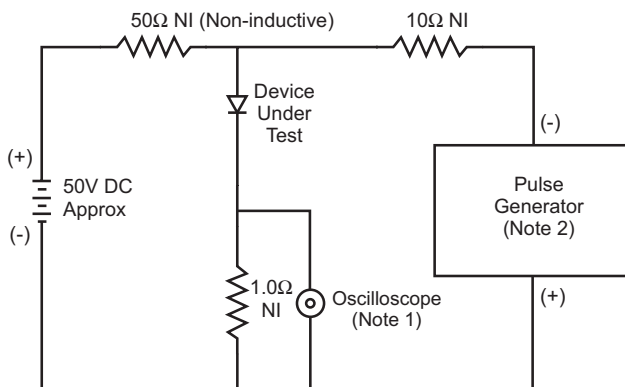 50Ω NI (Non-inductive)
10Ω NI
Device
Under
Test
(+)
50V DC
Approx
(-)
1.0Ω
NI
Oscilloscope
(Note 1)
(-)
Pulse
Generator
(Note 2)
(+)